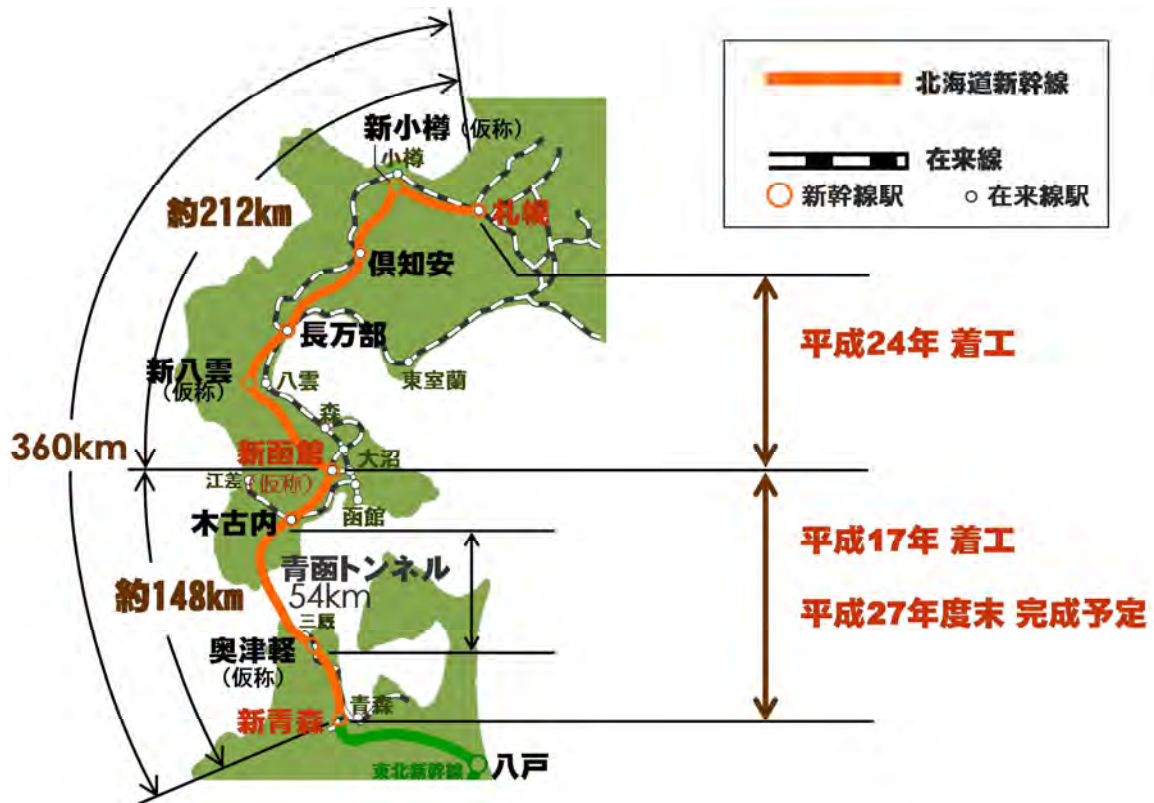 北海道新幹線
在来線
新幹線駅
在来線駅
新小樽(仮称)
小樽
札幌
約212km
倶知安
長万部
平成24年 着工
新八雲
(仮称)
八雲
東室蘭
森
360km
新函館
(仮称)
大沼
江差
函館
木古内
平成17年 着工
青函トンネル
54km
約148km
平成27年度末 完成予定
三厩
奥津軽
(仮称)
青森
新青森
東北新幹線
八戸